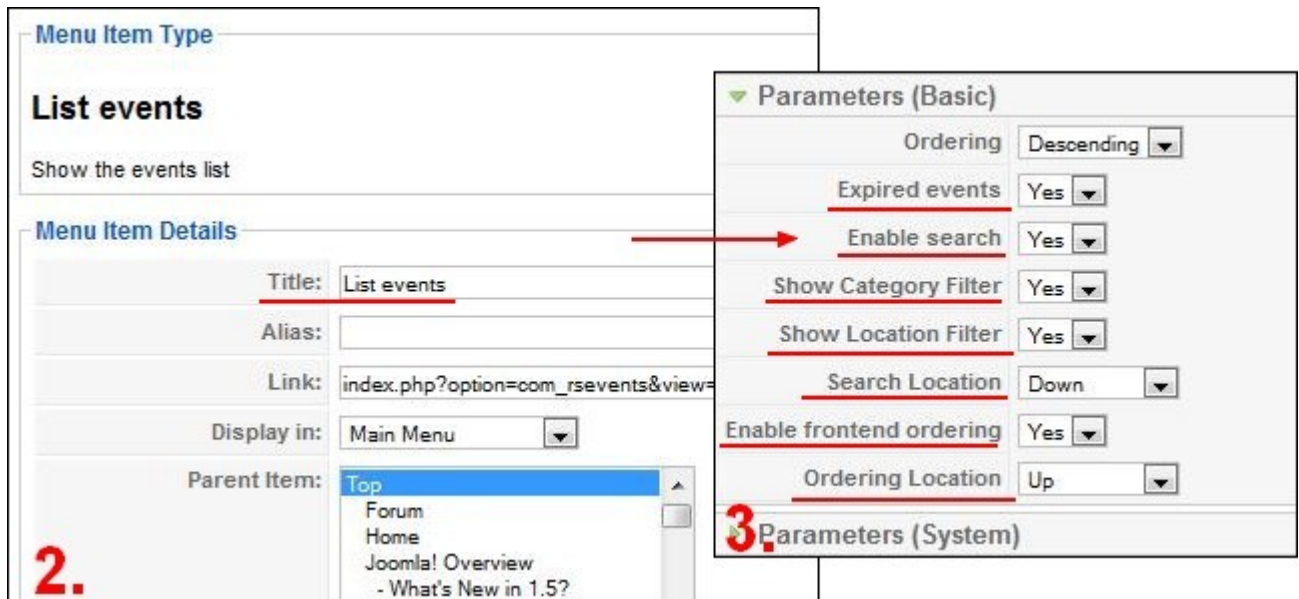 Menu Item Type
List events
Show the events list
Menu Item Details
Title: List events
Alias:
Link: index.php?option=com_rsevents&view=
Display in: Main Menu
Parent Item: Top
Forum
Home
Joomla! Overview
- What's New in 1.5?
2.
Parameters (Basic)
Ordering Descending
Expired events Yes
Enable search Yes
Show Category Filter Yes
Show Location Filter Yes
Search Location Down
Enable frontend ordering Yes
Ordering Location Up
3.
Parameters (System)